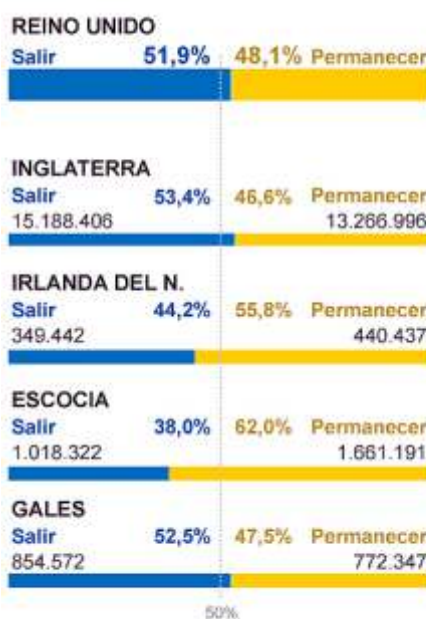 REINO UNIDO
Salir 51,9% 48,1% Permanecer
INGLATERRA
Salir 53,4% 46,6% Permanecer
15.188.406 13.266.996
IRLANDA DEL N.
Salir 44,2% 55,8% Permanecer
349.442 440.437
ESCOCIA
Salir 38,0% 62,0% Permanecer
1.018.322 1.661.191
GALES
Salir 52,5% 47,5% Permanecer
854.572 772.347
50%